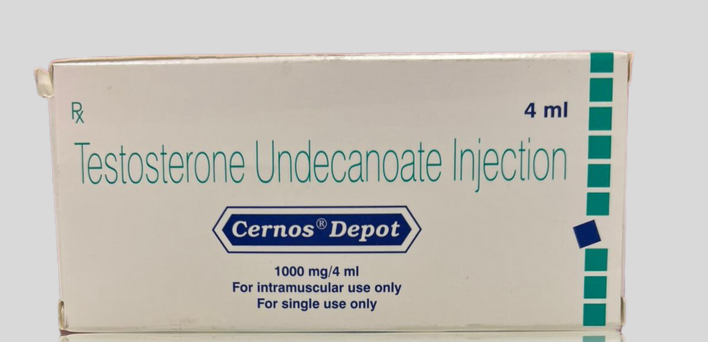 Rx
4 ml
Testosterone Undecanoate Injection
Cernos® Depot
1000 mg/4 ml
For intramuscular use only
For single use only